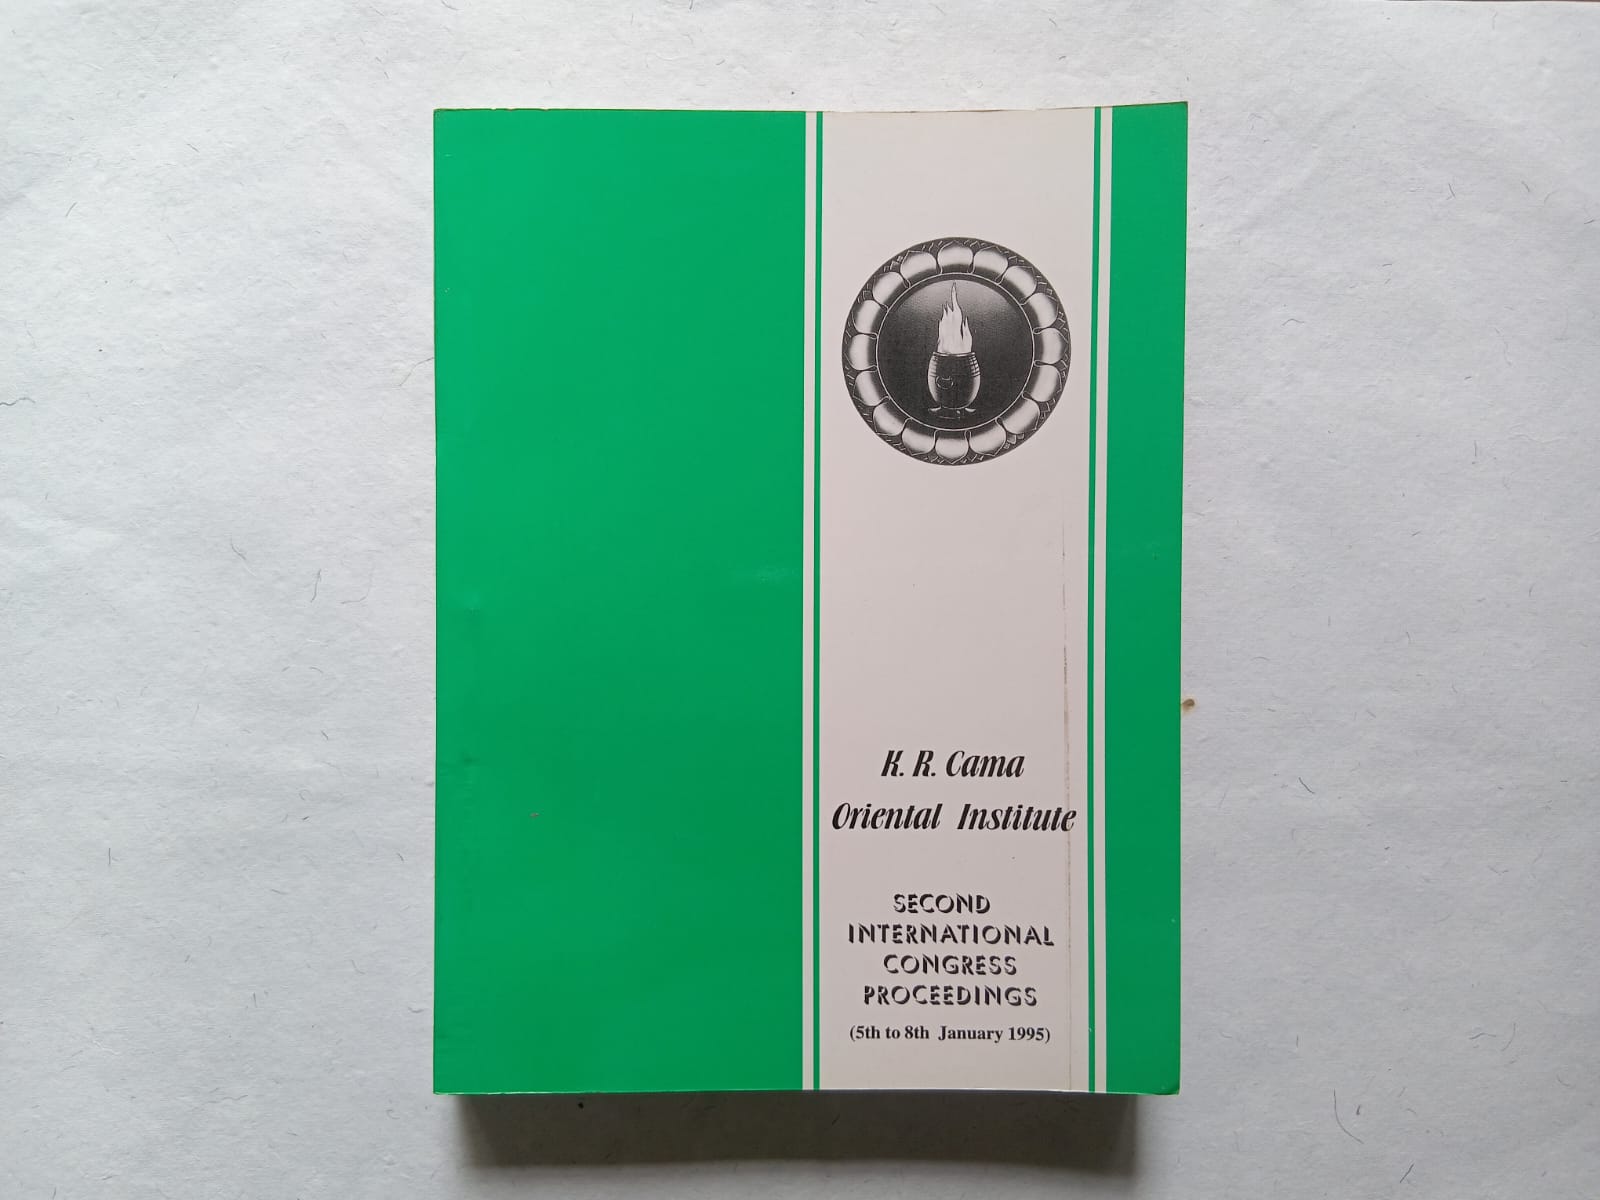 K. R. Cama
Oriental Institute
SECOND
INTERNATIONAL
CONGRESS
PROCEEDINGS
(5th to 8th January 1995)